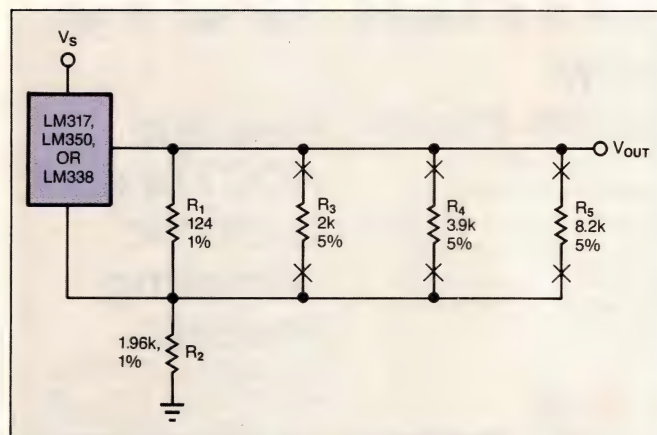 V_S
LM317,
LM350,
OR
LM338
V_OUT
R_1
124
1%
R_3
2k
5%
R_4
3.9k
5%
R_5
8.2k
5%
1.96k,
1%
R_2